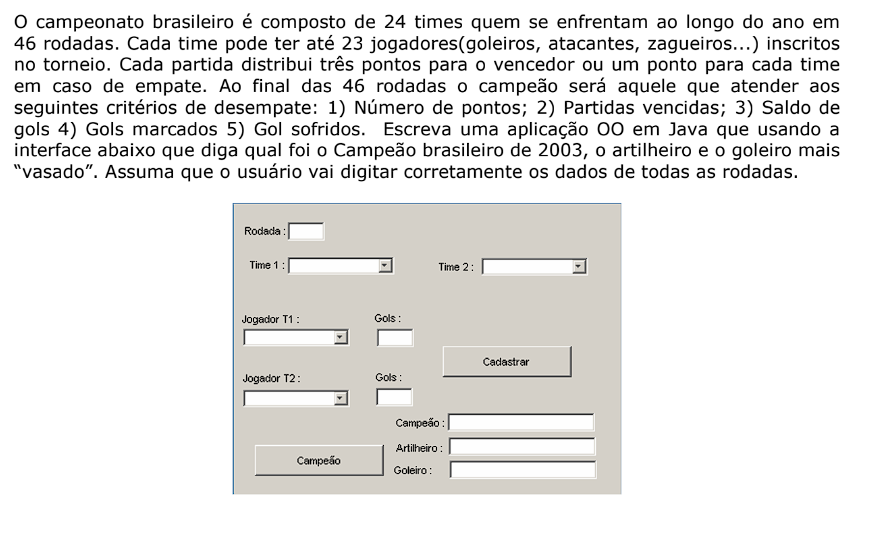 O campeonato brasileiro é composto de 24 times quem se enfrentam ao longo do ano em
46 rodadas. Cada time pode ter até 23 jogadores(goleiros, atacantes, zagueiros...) inscritos
no torneio. Cada partida distribui três pontos para o vencedor ou um ponto para cada time
em caso de empate. Ao final das 46 rodadas o campeão será aquele que atender aos
seguintes critérios de desempate: 1) Número de pontos; 2) Partidas vencidas; 3) Saldo de
gols 4) Gols marcados 5) Gol sofridos. Escreva uma aplicação OO em Java que usando a
interface abaixo que diga qual foi o Campeão brasileiro de 2003, o artilheiro e o goleiro mais
"vasado". Assuma que o usuário vai digitar corretamente os dados de todas as rodadas.
Rodada :
Time 1 : Time 2 :
Jogador T1 : Gols :
Cadastrar
Jogador T2 : Gols :
Campeão :
Artilheiro :
Campeão
Goleiro :